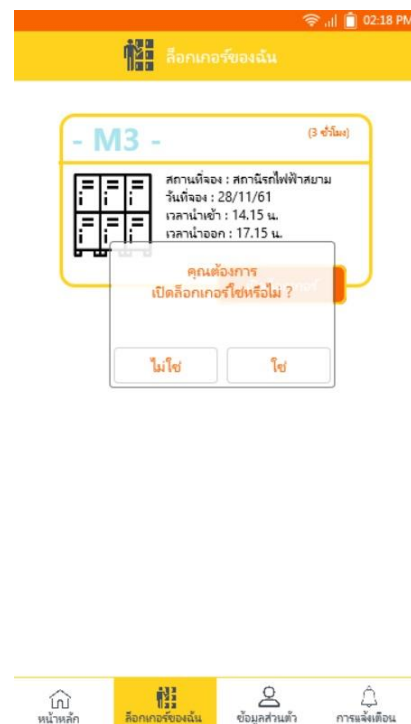 02:18 PM
ล็อกเกอร์ของฉัน
- M3 -
(3 ชั่วโมง)
สถานที่จอง : สถานีรถไฟฟ้าสยาม
วันที่จอง : 28/11/61
เวลานำเข้า : 14.15 น.
เวลานำออก : 17.15 น.
คุณต้องการ
เปิดล็อกเกอร์ใช่หรือไม่ ?
ไม่ใช่
ใช่
หน้าหลัก
ล็อกเกอร์ของฉัน
ข้อมูลส่วนตัว
การแจ้งเตือน